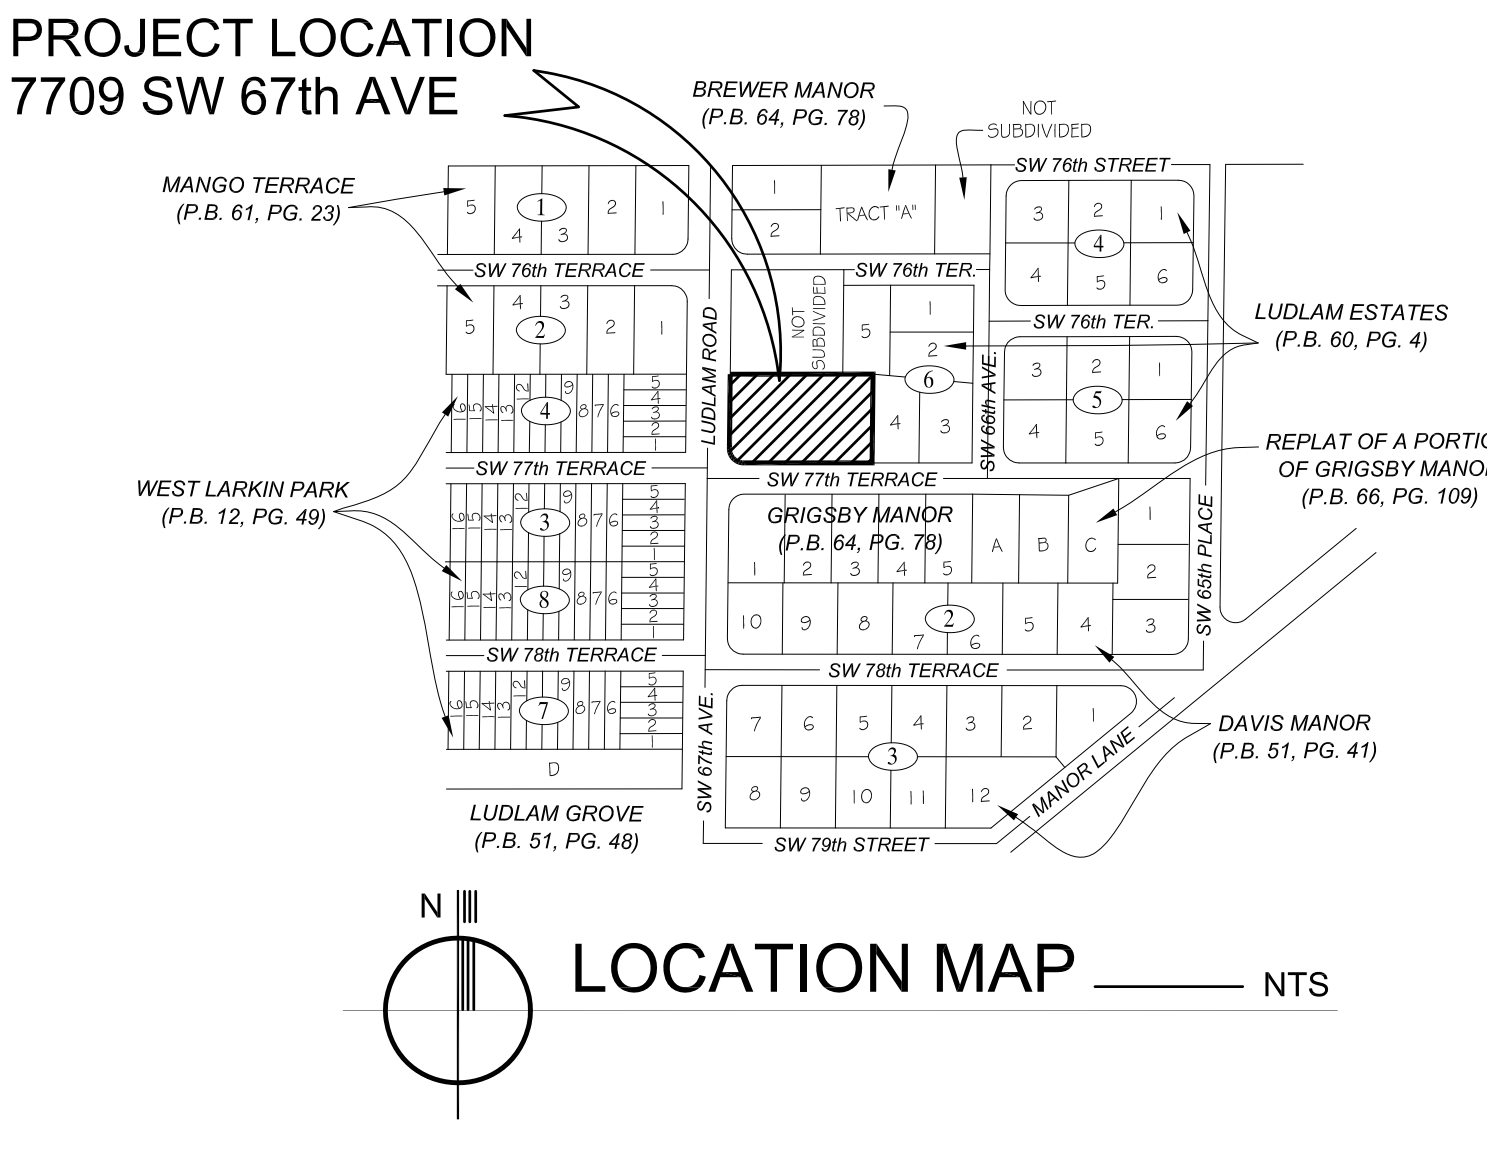 PROJECT LOCATION
7709 SW 67th AVE
BREWER MANOR
(P.B. 64, PG. 78)
NOT
SUBDIVIDED
MANGO TERRACE
(P.B. 61, PG. 23)
SW 76th STREET
5 1 4 3 2 1
1 2 TRACT "A"
3 2 1 4 4 5 6
SW 76th TERRACE
SW 76th TER.
LUDLAM ROAD
NOT
SUBDIVIDED
5 4 3 2 2 1
5 1 2 6 4 3
SW 76th TER.
LUDLAM ESTATES
(P.B. 60, PG. 4)
SW 66th AVE.
3 2 1 5 4 5 6
16 15 14 13 12 4 9 8 7 6 5 4 3 2 1
REPLAT OF A PORTIO
OF GRIGSBY MANO
(P.B. 66, PG. 109)
SW 77th TERRACE
SW 77th TERRACE
WEST LARKIN PARK
(P.B. 12, PG. 49)
16 15 14 13 12 3 9 8 7 6 5 4 3 2 1
GRIGSBY MANOR
(P.B. 64, PG. 78)
1 2 3 4 5 A B C 1 2 3
SW 65th PLACE
16 15 14 13 12 8 9 8 7 6 5 4 3 2 1
10 9 8 7 2 6 5 4
SW 78th TERRACE
SW 78th TERRACE
16 15 14 13 12 7 9 8 7 6 5 4 3 2 1
D
SW 67th AVE.
7 6 5 4 3 2 1
3
8 9 10 11 12
MANOR LANE
DAVIS MANOR
(P.B. 51, PG. 41)
LUDLAM GROVE
(P.B. 51, PG. 48)
SW 79th STREET
N
LOCATION MAP
NTS